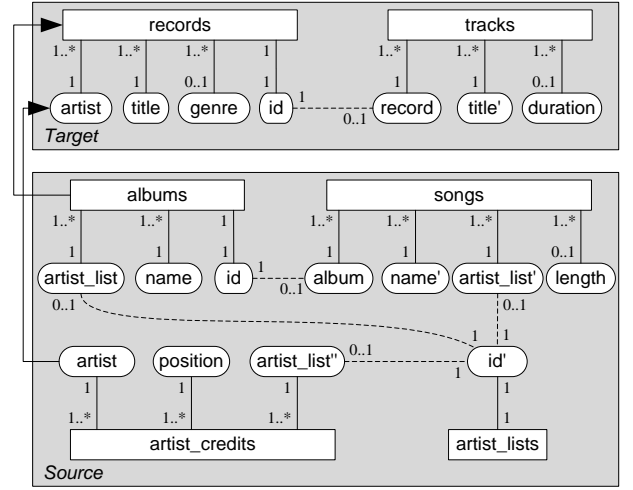 records tracks
1..* 1..* 1..* 1 1..* 1..* 1..*
1 1 0..1 1 1 1 1 0..1
artist title genre id record title' duration
0..1
Target
albums songs
1..* 1..* 1 1..* 1..* 1..* 1..*
1 1 1 1 1 1 0..1
artist_list name id 1 album name' artist_list' length
0..1 0..1 0..1
1 1
artist position artist_list'' 0..1 1 id'
1 1 1 1
1..* 1..* 1..* 1
artist_credits artist_lists
Source